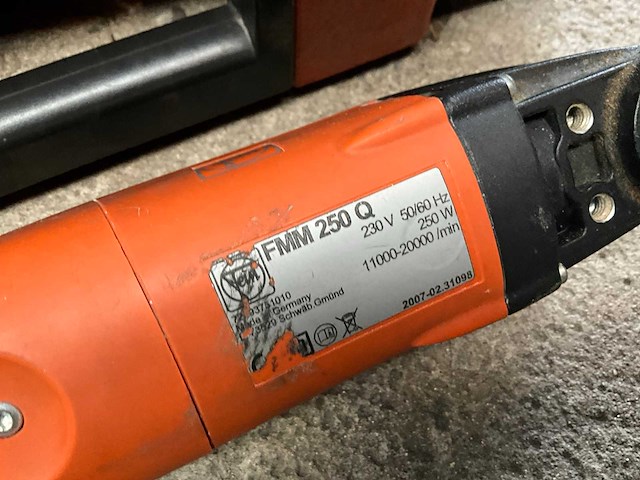 FMM 250 Q
230 V 50/60 Hz
250 W
11000-20000 /min
Germany
Schwäb.Gmünd
2007-02.31098